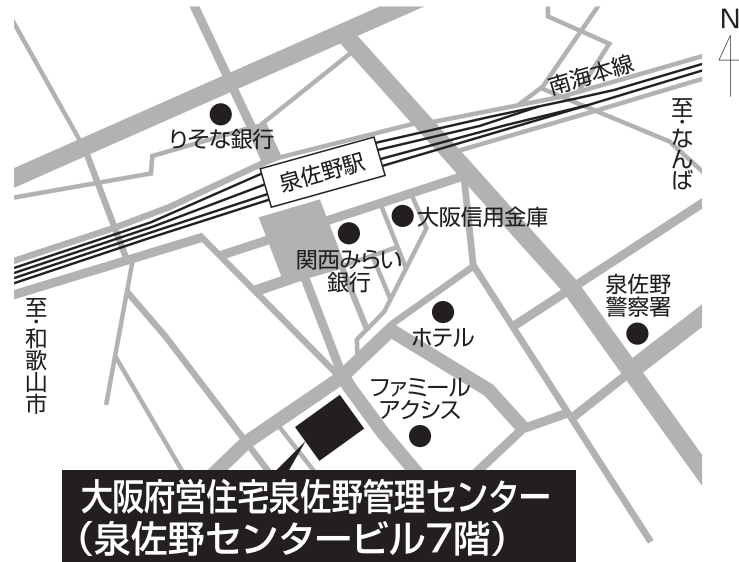 N
南海本線
至・なんば
りそな銀行
泉佐野駅
大阪信用金庫
関西みらい
銀行
泉佐野
警察署
至・和歌山市
ホテル
ファミール
アクシス
大阪府営住宅泉佐野管理センター
（泉佐野センタービル7階）